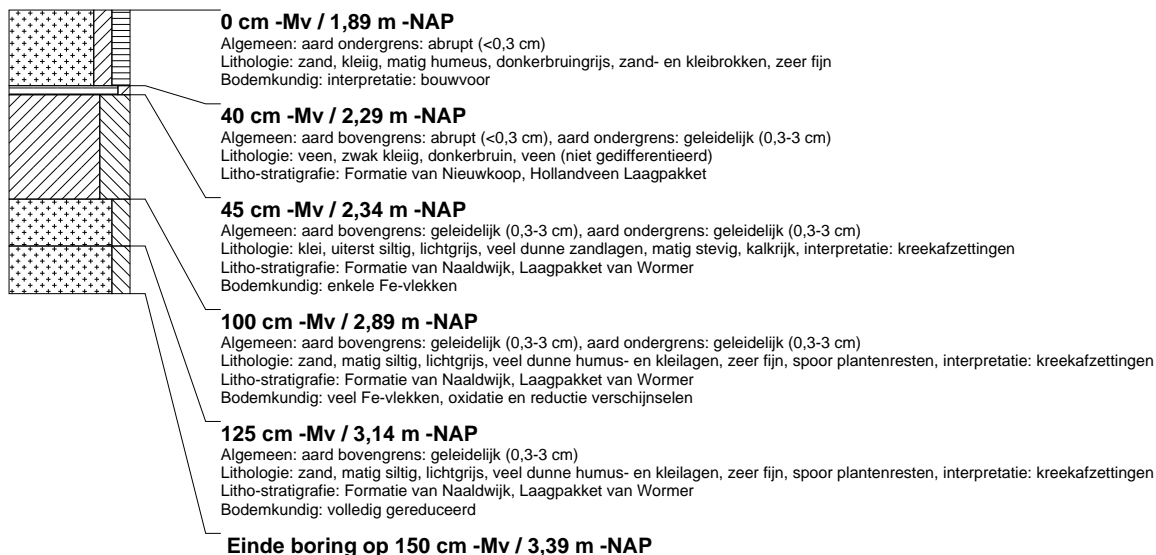 0 cm -Mv / 1,89 m -NAP
Algemeen: aard ondergrens: abrupt (<0,3 cm)
Lithologie: zand, kleiig, matig humeus, donkerbruingrijs, zand- en kleibrokken, zeer fijn
Bodemkundig: interpretatie: bouwvoor
40 cm -Mv / 2,29 m -NAP
Algemeen: aard bovengrens: abrupt (<0,3 cm), aard ondergrens: geleidelijk (0,3-3 cm)
Lithologie: veen, zwak kleiig, donkerbruin, veen (niet gedifferentieerd)
Litho-stratigrafie: Formatie van Nieuwkoop, Hollandveen Laagpakket
45 cm -Mv / 2,34 m -NAP
Algemeen: aard bovengrens: geleidelijk (0,3-3 cm), aard ondergrens: geleidelijk (0,3-3 cm)
Lithologie: klei, uiterst siltig, lichtgrijs, veel dunne zandlagen, matig stevig, kalkrijk, interpretatie: kreekafzettingen
Litho-stratigrafie: Formatie van Naaldwijk, Laagpakket van Wormer
Bodemkundig: enkele Fe-vlekken
100 cm -Mv / 2,89 m -NAP
Algemeen: aard bovengrens: geleidelijk (0,3-3 cm), aard ondergrens: geleidelijk (0,3-3 cm)
Lithologie: zand, matig siltig, lichtgrijs, veel dunne humus- en kleilagen, zeer fijn, spoor plantenresten, interpretatie: kreekafzettingen
Litho-stratigrafie: Formatie van Naaldwijk, Laagpakket van Wormer
Bodemkundig: veel Fe-vlekken, oxidatie en reductie verschijnselen
125 cm -Mv / 3,14 m -NAP
Algemeen: aard bovengrens: geleidelijk (0,3-3 cm)
Lithologie: zand, matig siltig, lichtgrijs, veel dunne humus- en kleilagen, zeer fijn, spoor plantenresten, interpretatie: kreekafzettingen
Litho-stratigrafie: Formatie van Naaldwijk, Laagpakket van Wormer
Bodemkundig: volledig gereduceerd
Einde boring op 150 cm -Mv / 3,39 m -NAP